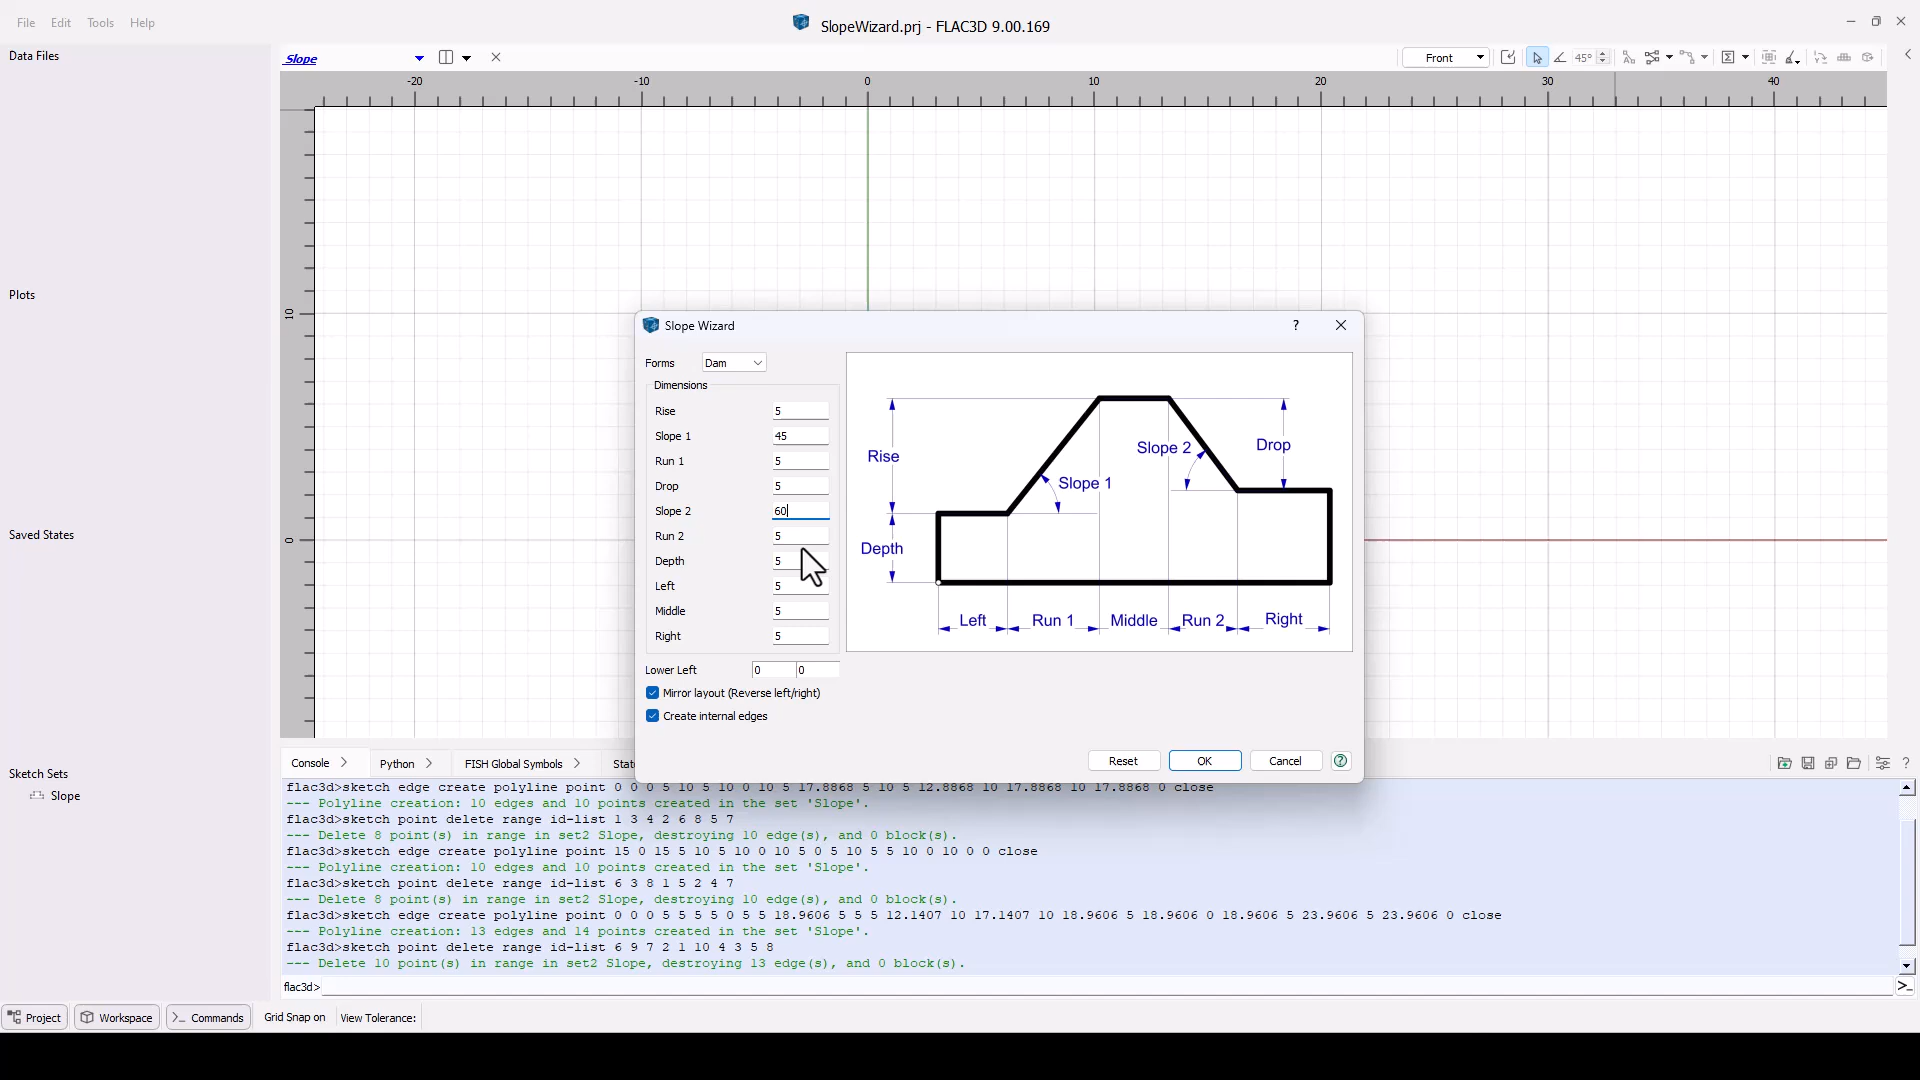 File Edit Tools Help
SlopeWizard.prj - FLAC3D 9.00.169
Data Files
Slope
Front
45°
-20 -10 0 10 20 30 40
10
0
Plots
Saved States
Sketch Sets
Slope
Slope Wizard
?
Forms Dam
Dimensions
Rise 5
Slope 1 45
Run 1 5
Drop 5
Slope 2 60
Run 2 5
Depth 5
Left 5
Middle 5
Right 5
Lower Left 0 0
Mirror layout (Reverse left/right)
Create internal edges
Rise
Slope 2
Drop
Slope 1
Depth
Left Run 1 Middle Run 2 Right
Reset OK Cancel ?
Console Python FISH Global Symbols State
flac3d>sketch edge create polyline point 0 0 0 5 10 5 10 0 10 5 17.8868 5 10 5 12.8868 10 17.8868 10 17.8868 0 close
--- Polyline creation: 10 edges and 10 points created in the set 'Slope'.
flac3d>sketch point delete range id-list 1 3 4 2 6 8 5 7
--- Delete 8 point(s) in range in set2 Slope, destroying 10 edge(s), and 0 block(s).
flac3d>sketch edge create polyline point 15 0 15 5 10 5 10 0 10 5 0 5 10 5 5 10 0 10 0 0 close
--- Polyline creation: 10 edges and 10 points created in the set 'Slope'.
flac3d>sketch point delete range id-list 6 3 8 1 5 2 4 7
--- Delete 8 point(s) in range in set2 Slope, destroying 10 edge(s), and 0 block(s).
flac3d>sketch edge create polyline point 0 0 0 5 5 5 5 0 5 5 18.9606 5 5 5 12.1407 10 17.1407 10 18.9606 5 18.9606 0 18.9606 5 23.9606 5 23.9606 0 close
--- Polyline creation: 13 edges and 14 points created in the set 'Slope'.
flac3d>sketch point delete range id-list 6 9 7 2 1 10 4 3 5 8
--- Delete 10 point(s) in range in set2 Slope, destroying 13 edge(s), and 0 block(s).
flac3d>
Project Workspace Commands Grid Snap on View Tolerance: